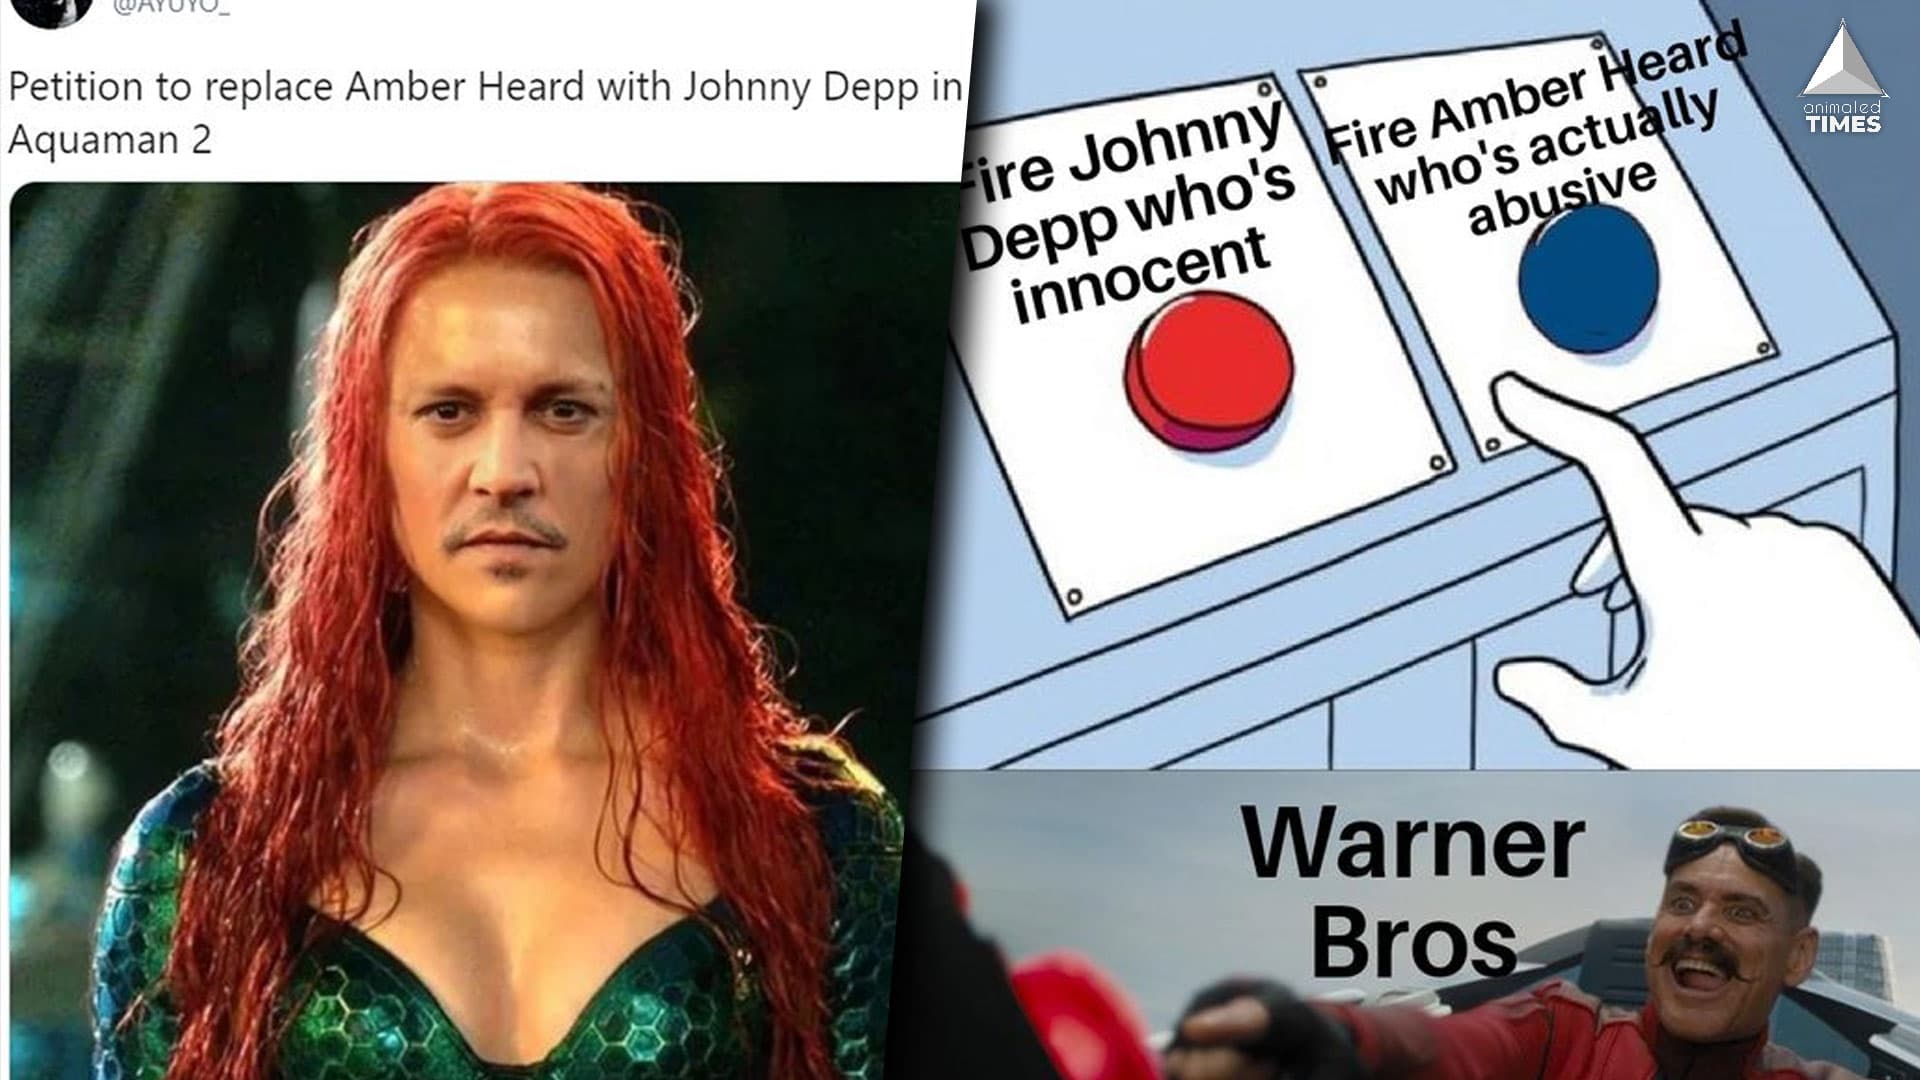 @AYUYO_
Petition to replace Amber Heard with Johnny Depp in
Aquaman 2
Fire Johnny
Depp who's
innocent
Fire Amber Heard
who's actually
abusive
Warner
Bros
animated
TIMES